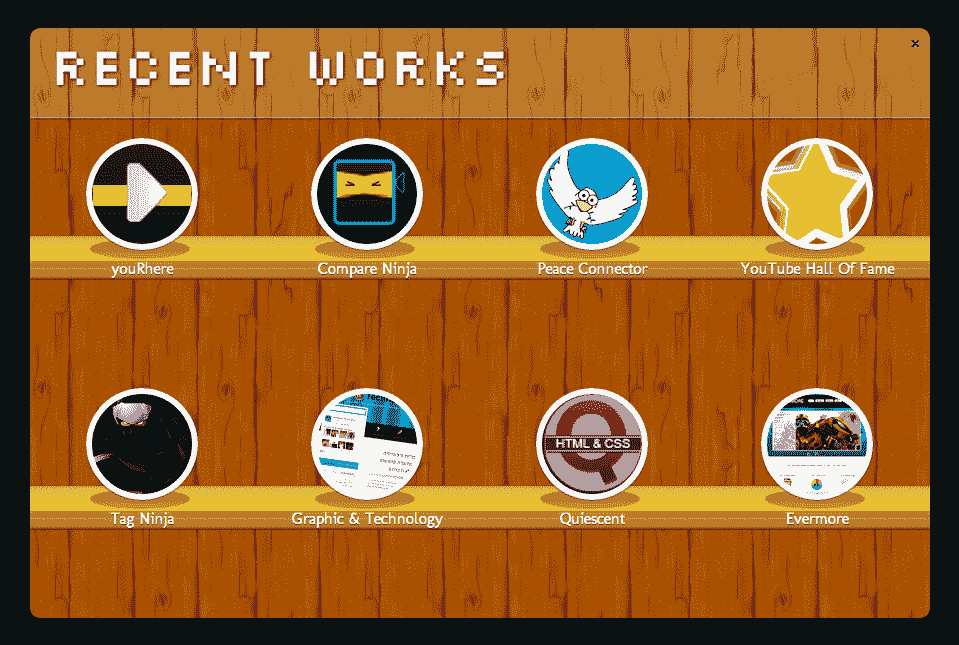 RECENT WORKS
×
youRhere
Compare Ninja
Peace Connector
YouTube Hall Of Fame
HTML & CSS
Tag Ninja
Graphic & Technology
Quiescent
Evermore